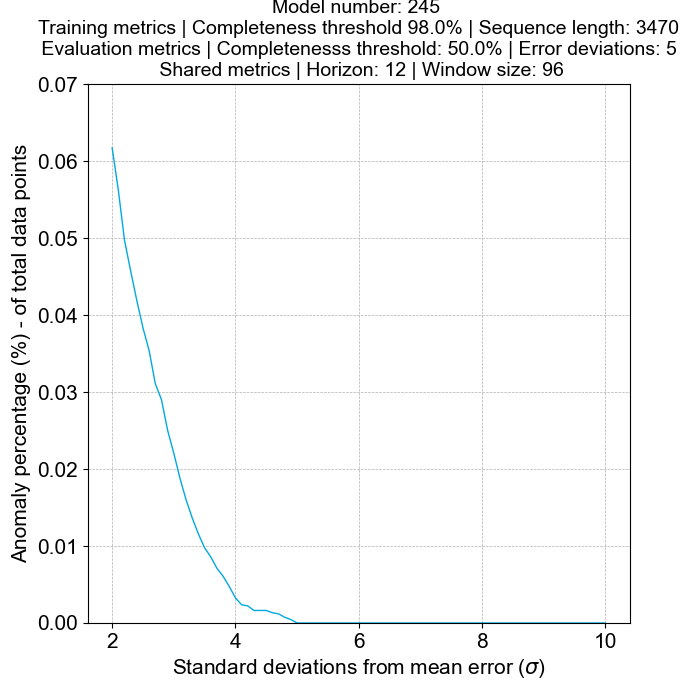 Model number: 245
Training metrics | Completeness threshold 98.0% | Sequence length: 3470
Evaluation metrics | Completenesss threshold: 50.0% | Error deviations: 5
Shared metrics | Horizon: 12 | Window size: 96
0.07
0.06
0.05
0.04
0.03
0.02
0.01
0.00
Anomaly percentage (%) - of total data points
2 4 6 8 10
Standard deviations from mean error (σ)